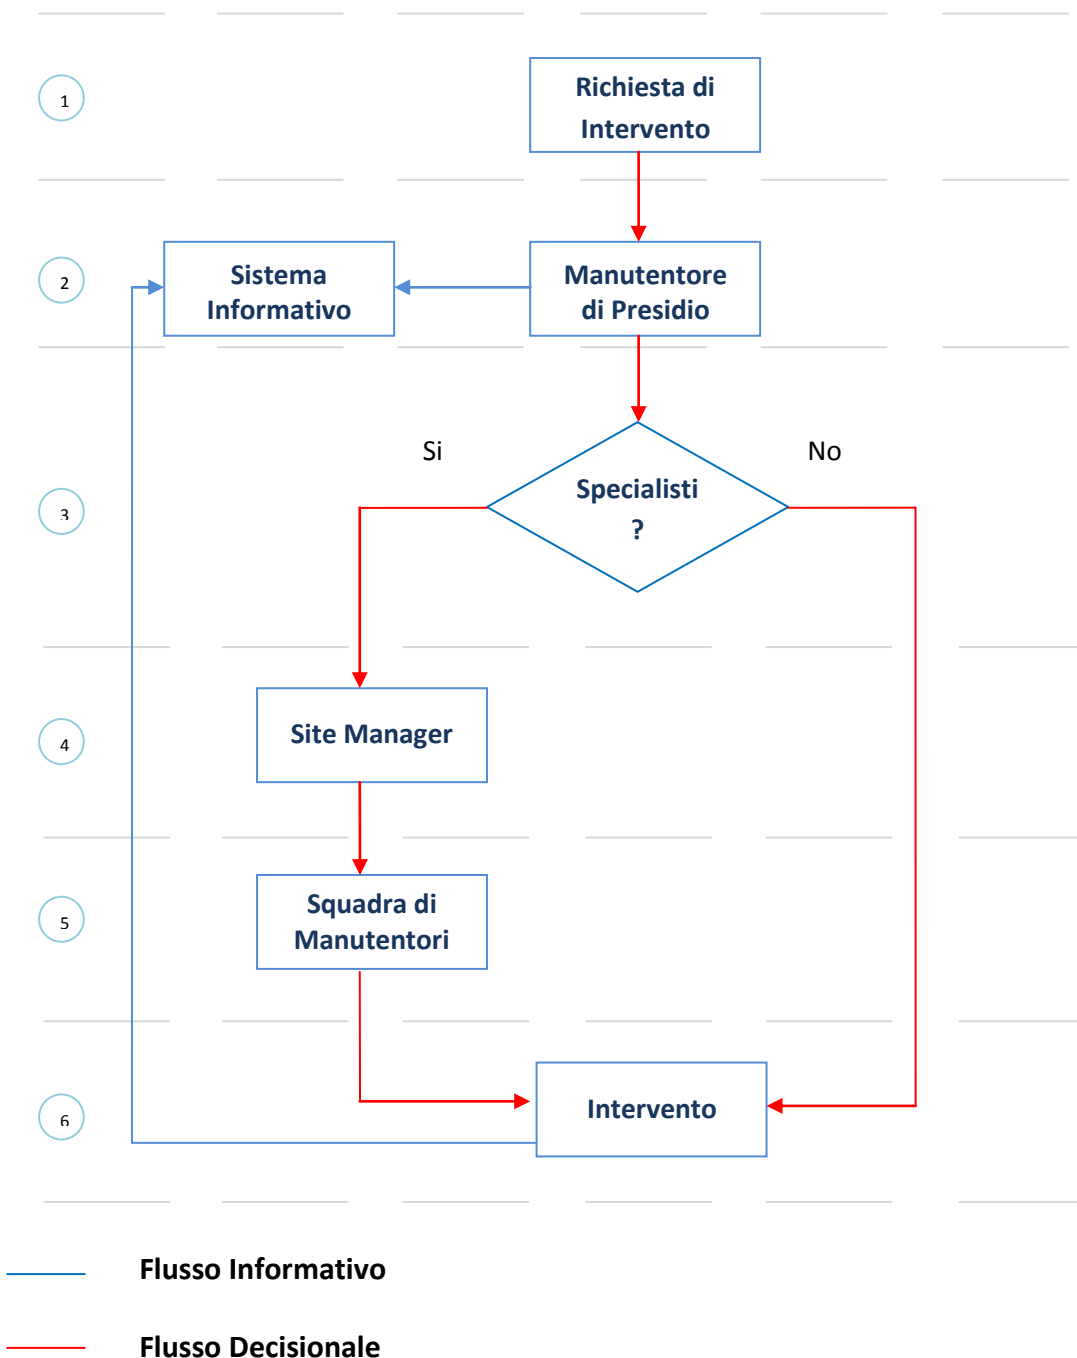 1
Richiesta di
Intervento
2
Sistema
Informativo
Manutentore
di Presidio
Si
No
3
Specialisti
?
4
Site Manager
5
Squadra di
Manutentori
6
Intervento
Flusso Informativo
Flusso Decisionale